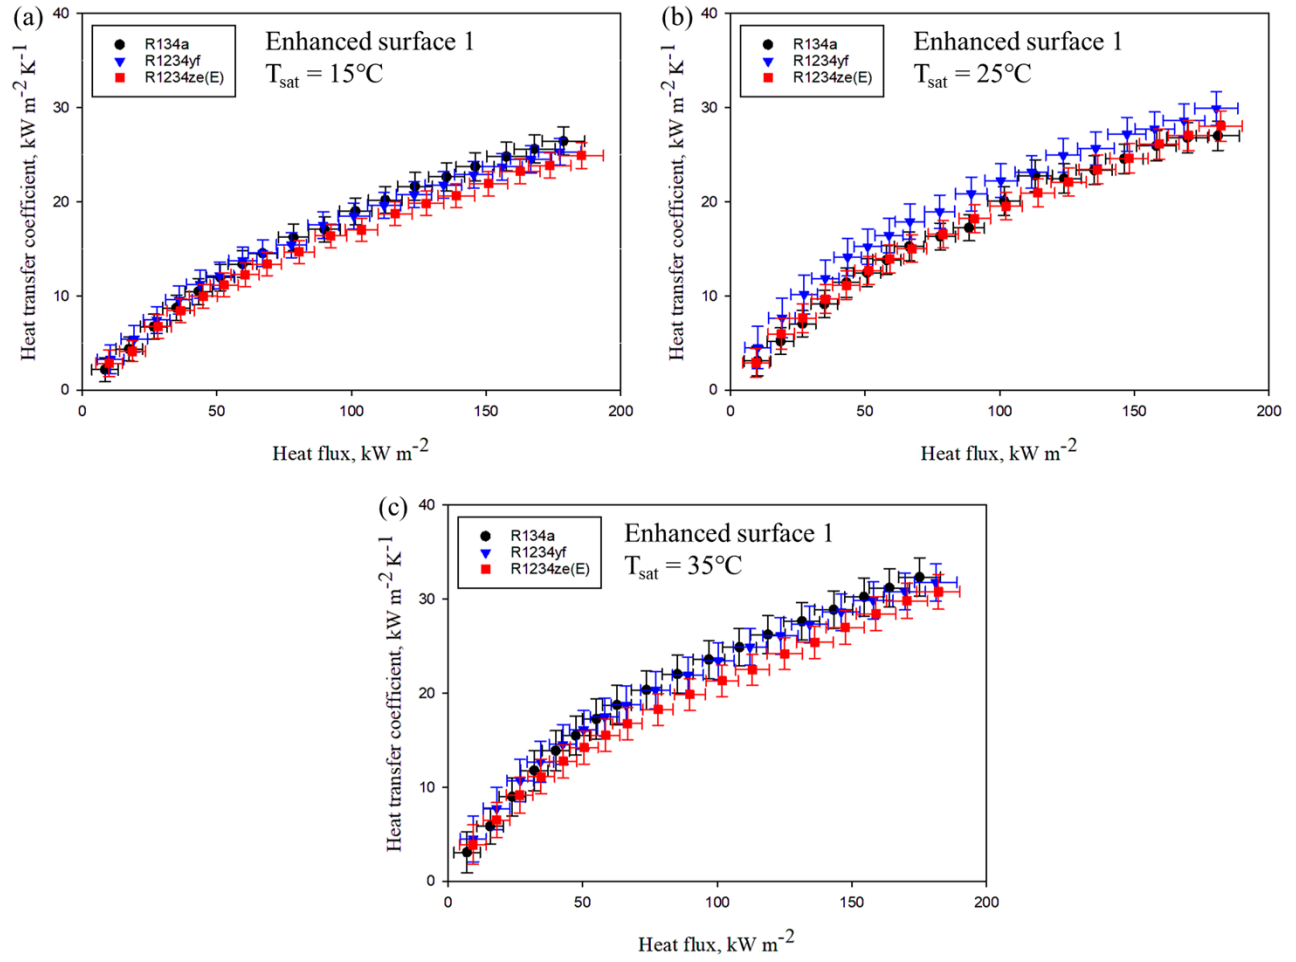 (a)
40
30
20
10
0
Heat transfer coefficient, kW m-2 K-1
R134a
R1234yf
R1234ze(E)
Enhanced surface 1
Tsat = 15°C
0 50 100 150 200
Heat flux, kW m-2
(b)
40
30
20
10
0
Heat transfer coefficient, kW m-2 K-1
R134a
R1234yf
R1234ze(E)
Enhanced surface 1
Tsat = 25°C
0 50 100 150 200
Heat flux, kW m-2
(c)
40
30
20
10
0
Heat transfer coefficient, kW m-2 K-1
R134a
R1234yf
R1234ze(E)
Enhanced surface 1
Tsat = 35°C
0 50 100 150 200
Heat flux, kW m-2